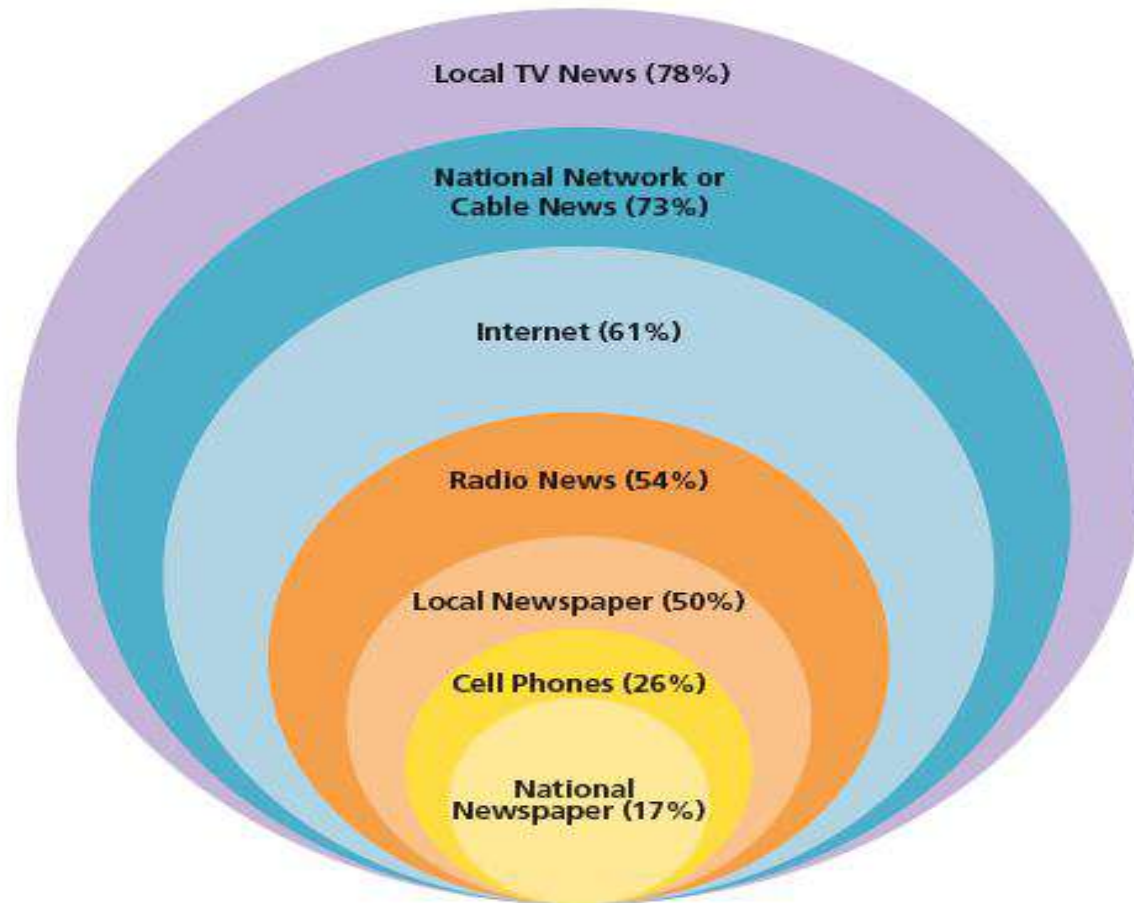 Local TV News (78%)
National Network or
Cable News (73%)
Internet (61%)
Radio News (54%)
Local Newspaper (50%)
Cell Phones (26%)
National
Newspaper (17%)